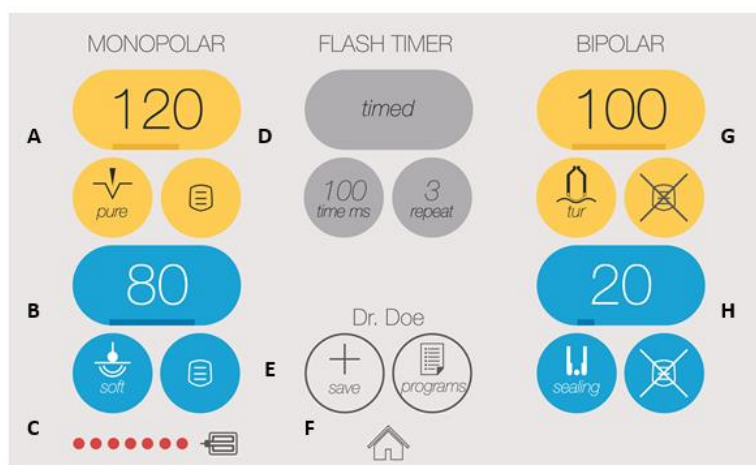 MONOPOLAR FLASH TIMER BIPOLAR
A 120 D timed 100 G
pure 100 time ms 3 repeat tur
B 80 20 H
Dr. Doe
soft E save programs sealing
C F